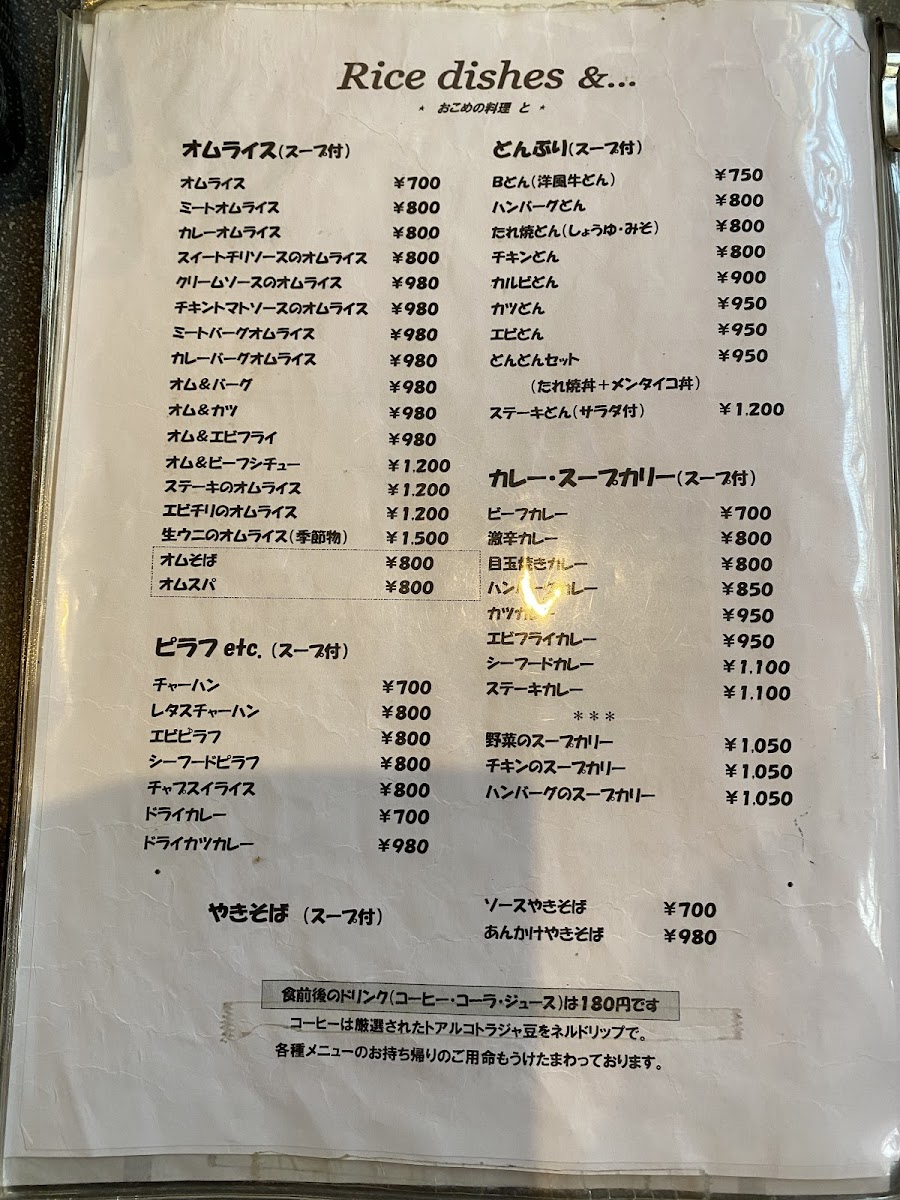 Rice dishes &...
* おこめの料理 と *
オムライス(スープ付)
オムライス ¥700
ミートオムライス ¥800
カレーオムライス ¥800
スイートチリソースのオムライス ¥800
クリームソースのオムライス ¥980
チキントマトソースのオムライス ¥980
ミートバーグオムライス ¥980
カレーバーグオムライス ¥980
オム&バーグ ¥980
オム&カツ ¥980
オム&エビフライ ¥980
オム&ビーフシチュー ¥1.200
ステーキのオムライス ¥1.200
エビチリのオムライス ¥1.200
生ウニのオムライス(季節物) ¥1.500
オムそば ¥800
オムスパ ¥800
ピラフ etc. (スープ付)
チャーハン ¥700
レタスチャーハン ¥800
エビピラフ ¥800
シーフードピラフ ¥800
チャプスイライス ¥800
ドライカレー ¥700
ドライカツカレー ¥980
どんぶり(スープ付)
Bどん(洋風牛どん) ¥750
ハンバーグどん ¥800
たれ焼どん(しょうゆ・みそ) ¥800
チキンどん ¥800
カルビどん ¥900
カツどん ¥950
エビどん ¥950
どんどんセット ¥950
(たれ焼丼+メンタイコ丼)
ステーキどん(サラダ付) ¥1.200
カレー・スープカリー(スープ付)
ビーフカレー ¥700
激辛カレー ¥800
目玉焼きカレー ¥800
ハンバーグカレー ¥850
カツカレー ¥950
エビフライカレー ¥950
シーフードカレー ¥1.100
ステーキカレー ¥1.100
***
野菜のスープカリー ¥1.050
チキンのスープカリー ¥1.050
ハンバーグのスープカリー ¥1.050
やきそば (スープ付)
ソースやきそば ¥700
あんかけやきそば ¥980
食前後のドリンク(コーヒー・コーラ・ジュース)は180円です
コーヒーは厳選されたトアルコトラジャ豆をネルドリップで。
各種メニューのお持ち帰りのご用命もうけたまわっております。